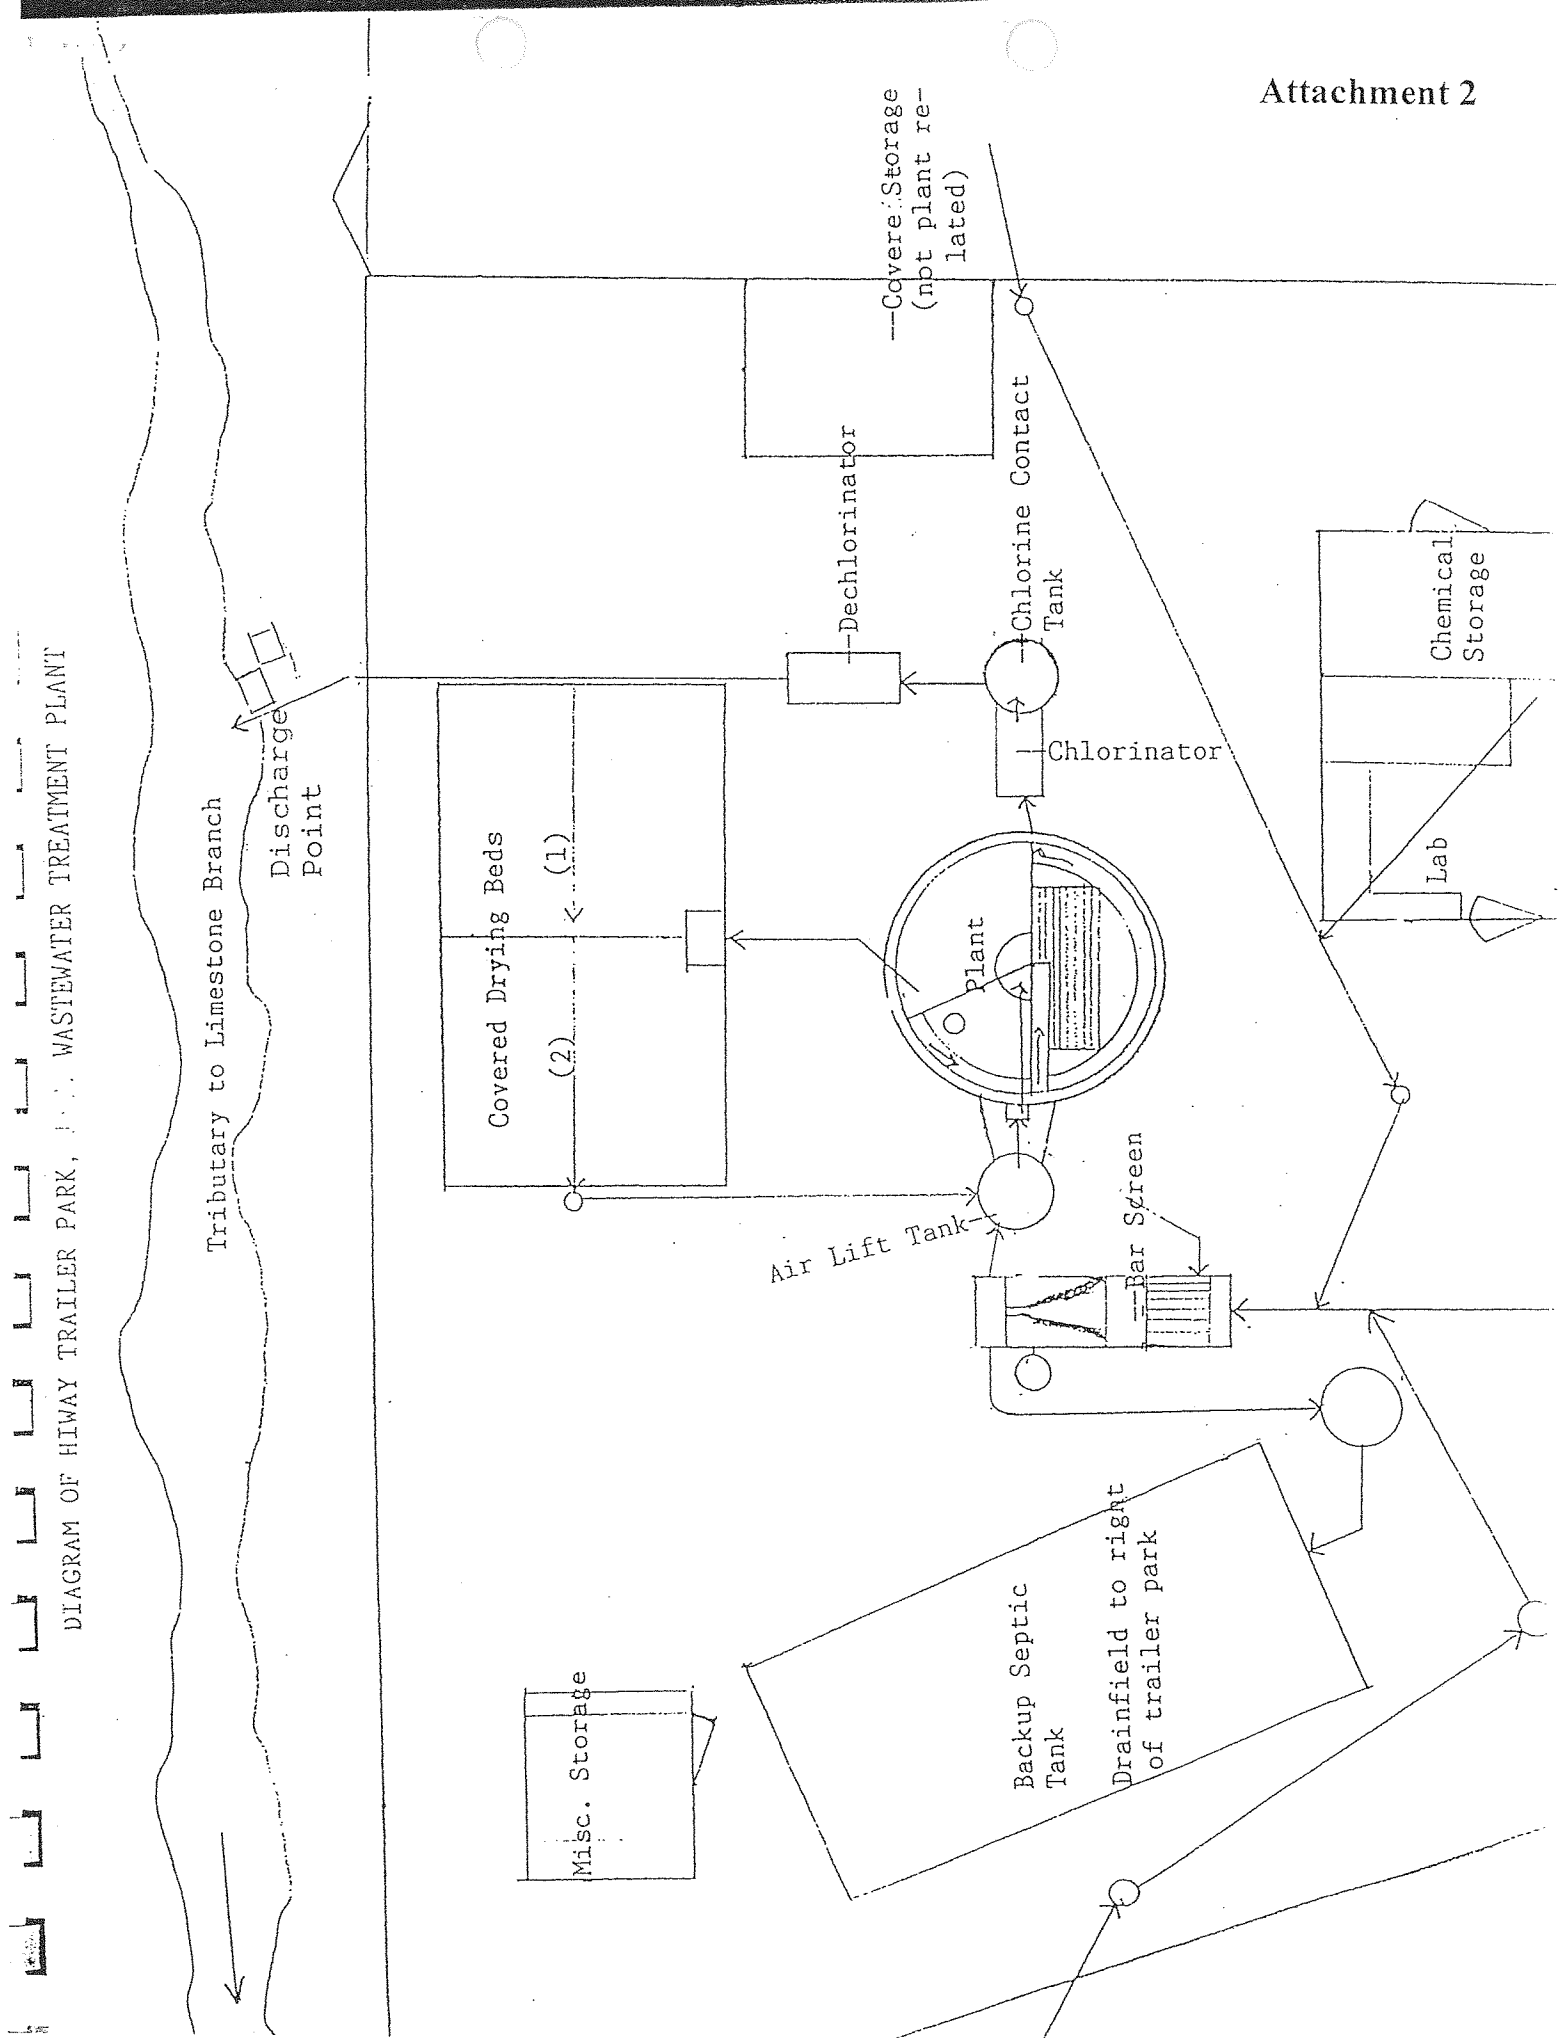 Attachment 2
DIAGRAM OF HIWAY TRAILER PARK, WASTEWATER TREATMENT PLANT
Tributary to Limestone Branch
Discharge
Point
Covered Drying Beds
(2)
(1)
--Covere Storage
(not plant re-
lated)
--Dechlorinator
--Chlorine Contact
Tank
--Chlorinator
Plant
Air Lift Tank--
--Bar Screen
Chemical
Storage
Lab
Misc. Storage
Backup Septic
Tank
Drainfield to right
of trailer park